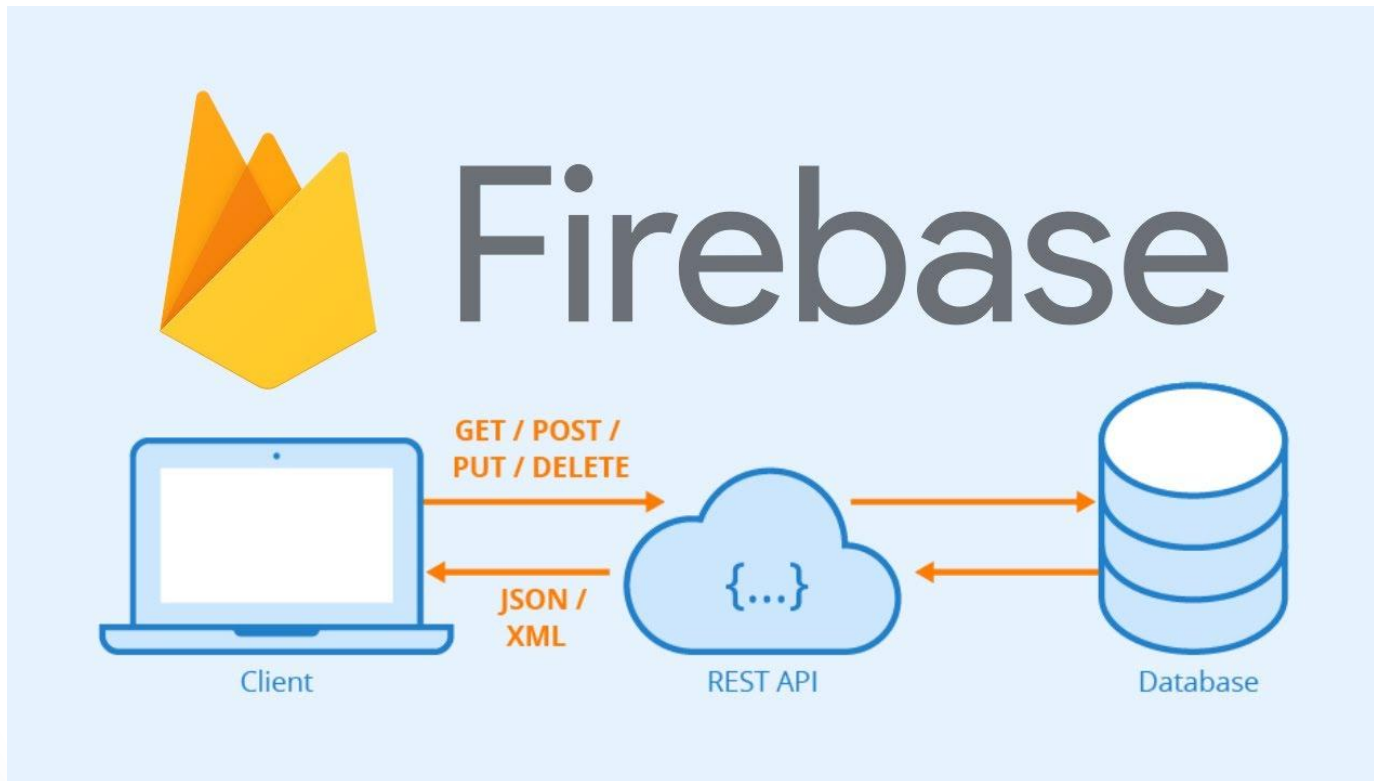 Firebase
GET / POST /
PUT / DELETE
{...}
JSON /
XML
Client
REST API
Database